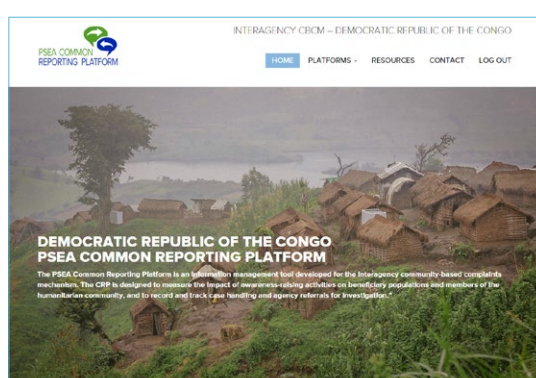 INTERAGENCY CBCM – DEMOCRATIC REPUBLIC OF THE CONGO
PSEA COMMON
REPORTING PLATFORM
HOME PLATFORMS - RESOURCES CONTACT LOG OUT
DEMOCRATIC REPUBLIC OF THE CONGO
PSEA COMMON REPORTING PLATFORM
The PSEA Common Reporting Platform is an information management tool developed for the Interagency community-based complaints
mechanism. The CRP is designed to measure the impact of awareness-raising activities on beneficiary populations and members of the
humanitarian community, and to record and track case handling and agency referrals for investigation."